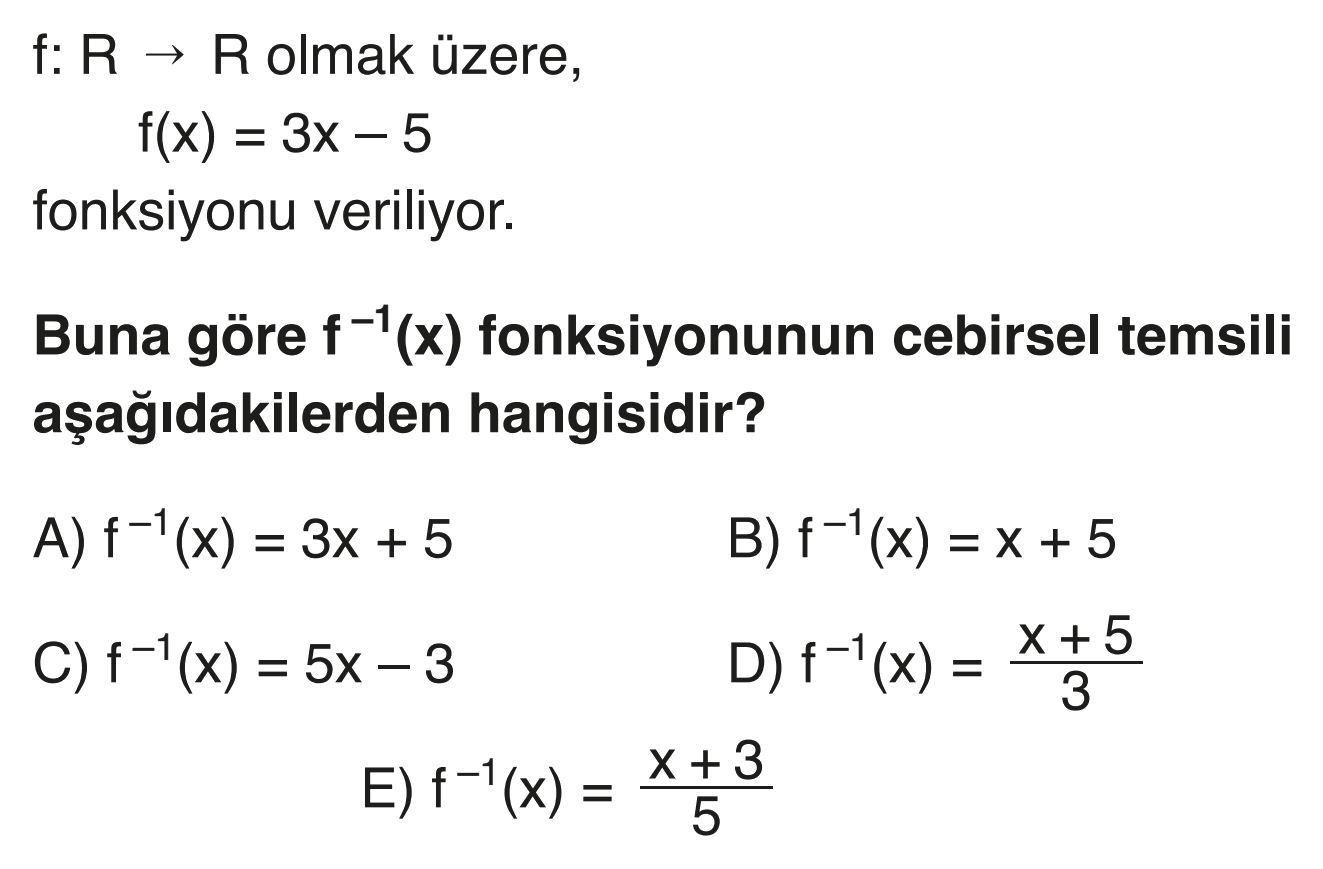 f: R → R olmak üzere,
f(x) = 3x – 5
fonksiyonu veriliyor.
Buna göre f⁻¹(x) fonksiyonunun cebirsel temsili
aşağıdakilerden hangisidir?
A) f⁻¹(x) = 3x + 5 B) f⁻¹(x) = x + 5
C) f⁻¹(x) = 5x – 3 D) f⁻¹(x) = (x + 5)/3
E) f⁻¹(x) = (x + 3)/5